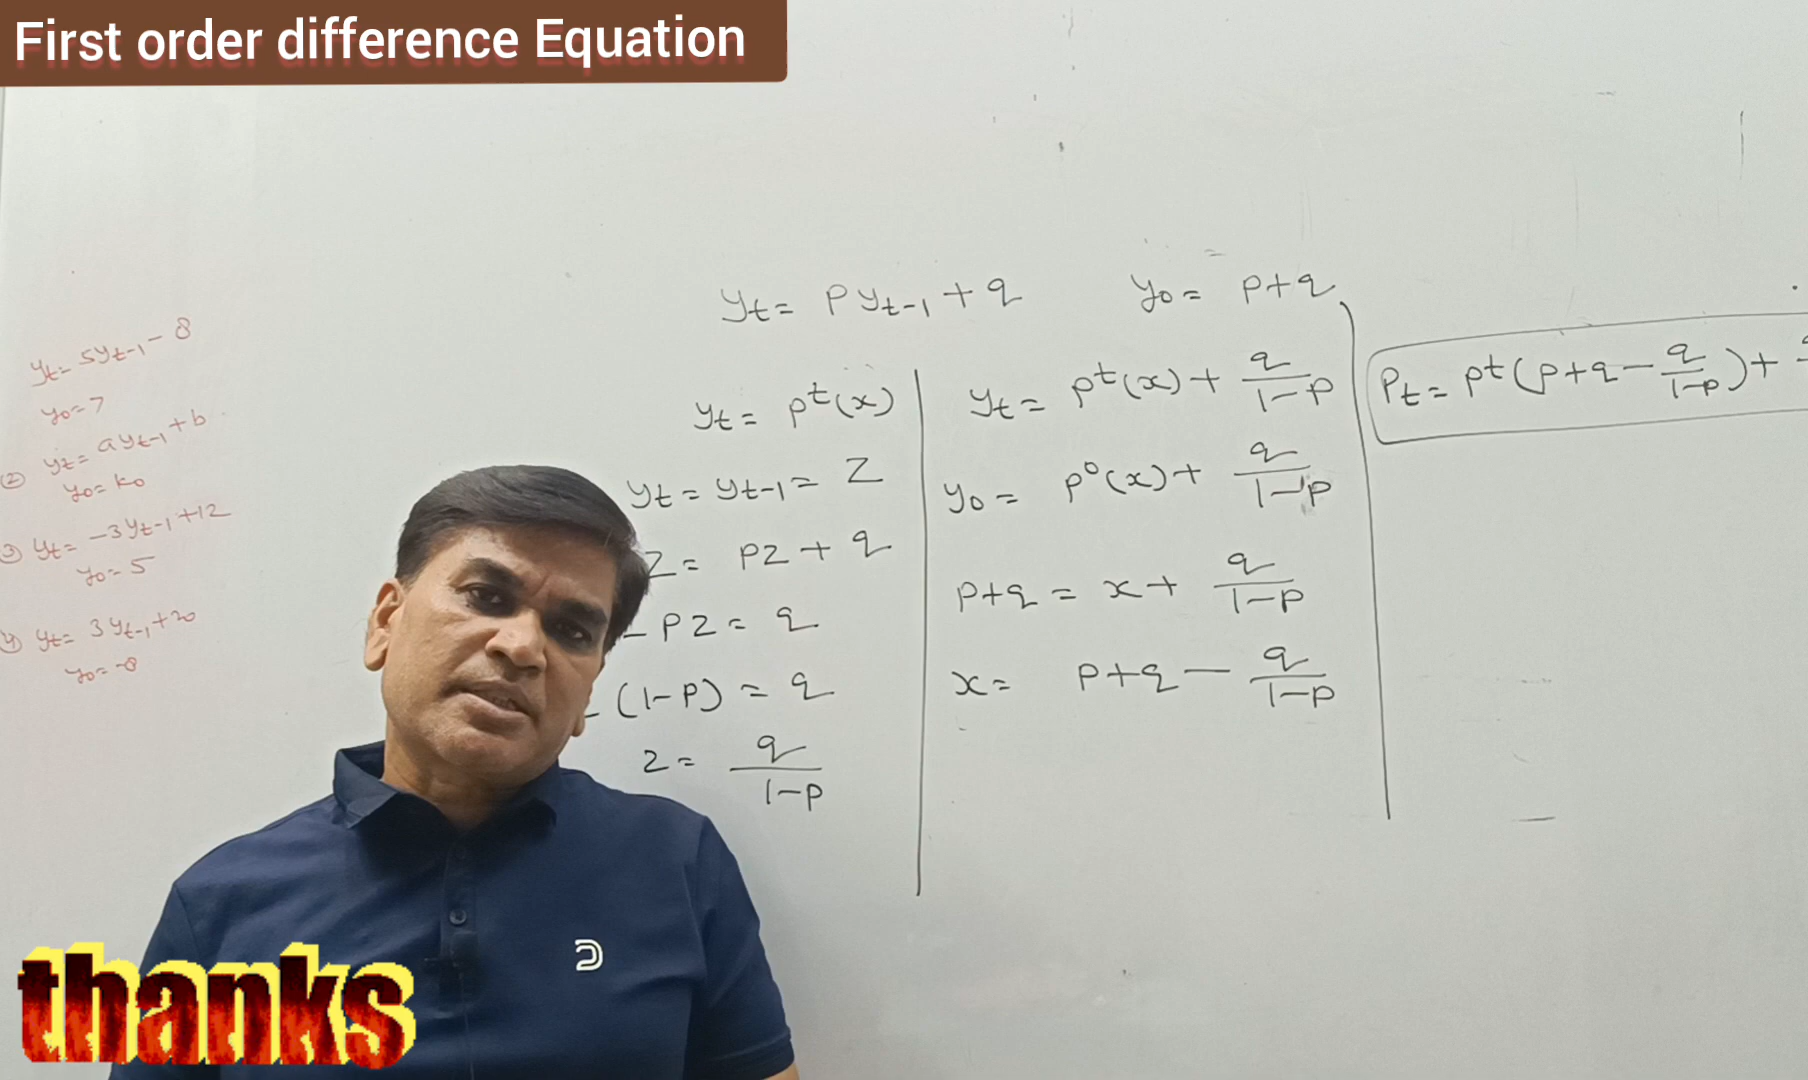 First order difference Equation
yt= 5yt-1 - 8
y0= 7
② yt= ayt-1+b
y0= k0
③ yt= -3yt-1+12
y0= 5
④ yt= 3yt-1+20
y0= -8
yt= Pyt-1+q y0= p+q
yt= p^t(x)
yt= yt-1= Z
Z= PZ+q
-PZ= q
(1-P) = q
Z= q/1-p
yt= p^t(x)+ q/1-p
y0= p^0(x)+ q/1-p
p+q = x+ q/1-p
x= p+q- q/1-p
Pt= p^t(p+q- q/1-p)+
thanks